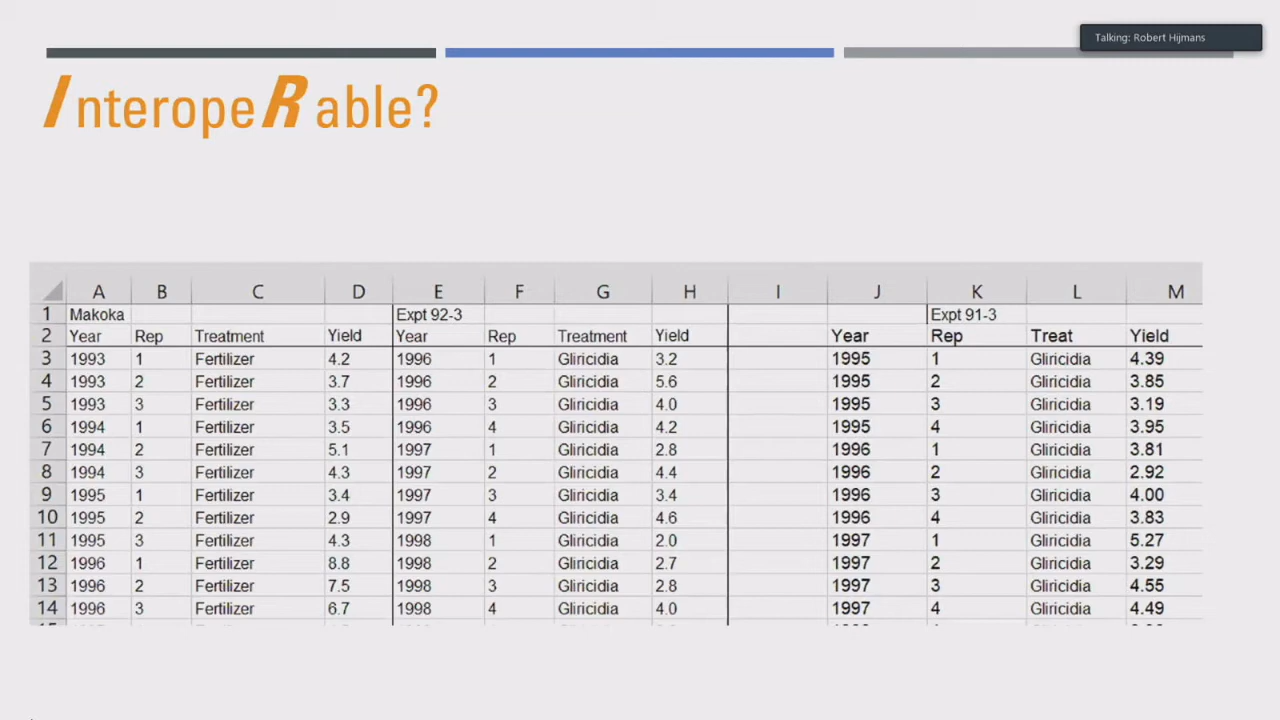 Talking: Robert Hijmans
InteropeRable?
A B C D E F G H I J K L M
1 Makoka Expt 92-3 Expt 91-3
2 Year Rep Treatment Yield Year Rep Treatment Yield Year Rep Treat Yield
3 1993 1 Fertilizer 4.2 1996 1 Gliricidia 3.2 1995 1 Gliricidia 4.39
4 1993 2 Fertilizer 3.7 1996 2 Gliricidia 5.6 1995 2 Gliricidia 3.85
5 1993 3 Fertilizer 3.3 1996 3 Gliricidia 4.0 1995 3 Gliricidia 3.19
6 1994 1 Fertilizer 3.5 1996 4 Gliricidia 4.2 1995 4 Gliricidia 3.95
7 1994 2 Fertilizer 5.1 1997 1 Gliricidia 2.8 1996 1 Gliricidia 3.81
8 1994 3 Fertilizer 4.3 1997 2 Gliricidia 4.4 1996 2 Gliricidia 2.92
9 1995 1 Fertilizer 3.4 1997 3 Gliricidia 3.4 1996 3 Gliricidia 4.00
10 1995 2 Fertilizer 2.9 1997 4 Gliricidia 4.6 1996 4 Gliricidia 3.83
11 1995 3 Fertilizer 4.3 1998 1 Gliricidia 2.0 1997 1 Gliricidia 5.27
12 1996 1 Fertilizer 8.8 1998 2 Gliricidia 2.7 1997 2 Gliricidia 3.29
13 1996 2 Fertilizer 7.5 1998 3 Gliricidia 2.8 1997 3 Gliricidia 4.55
14 1996 3 Fertilizer 6.7 1998 4 Gliricidia 4.0 1997 4 Gliricidia 4.49